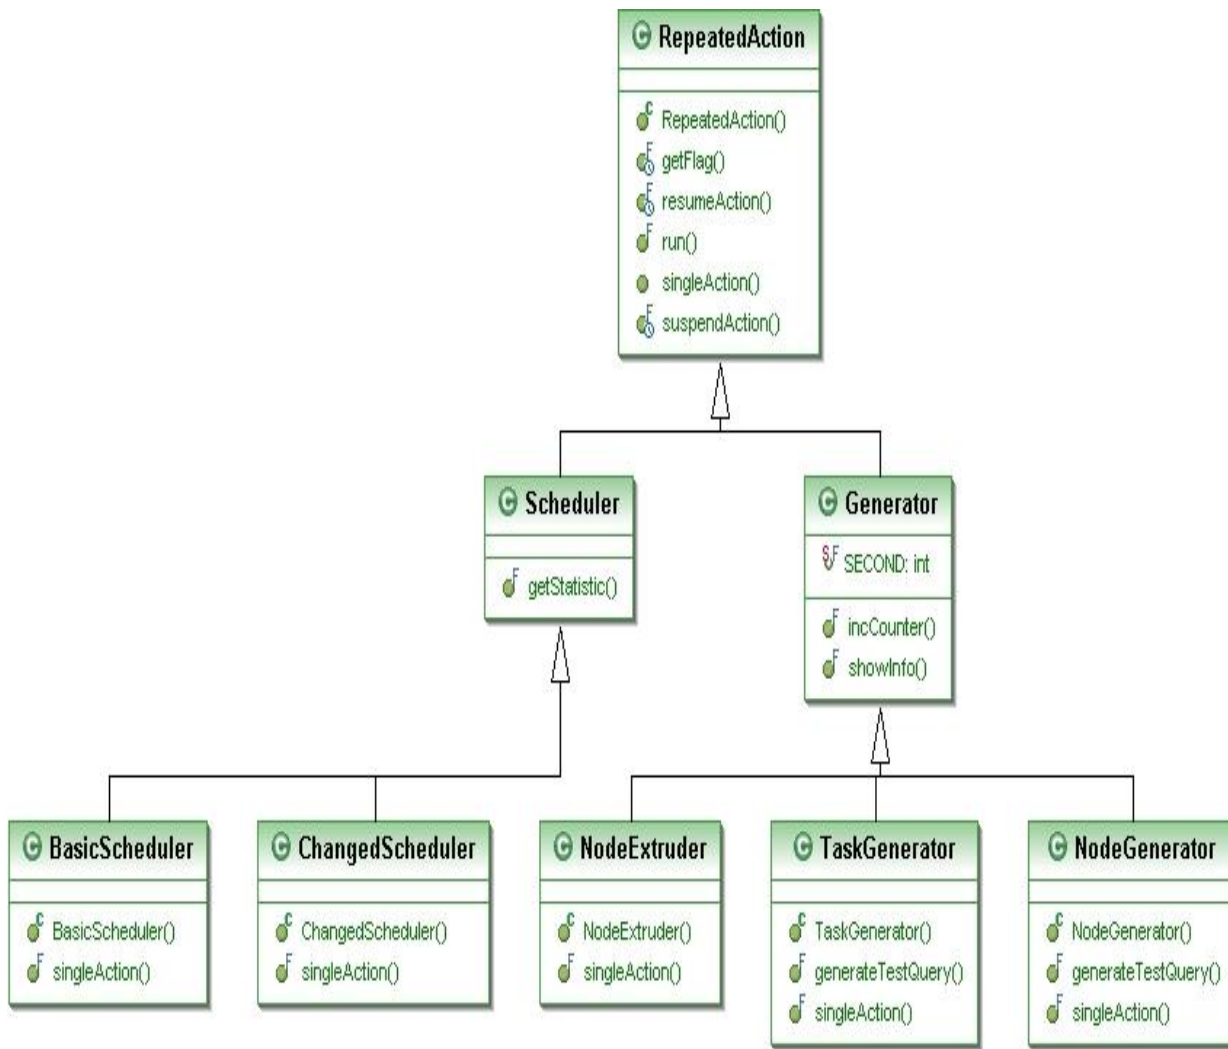 RepeatedAction
RepeatedAction()
getFlag()
resumeAction()
run()
singleAction()
suspendAction()
Scheduler
getStatistic()
Generator
SECOND: int
incCounter()
showInfo()
BasicScheduler
BasicScheduler()
singleAction()
ChangedScheduler
ChangedScheduler()
singleAction()
NodeExtruder
NodeExtruder()
singleAction()
TaskGenerator
TaskGenerator()
generateTestQuery()
singleAction()
NodeGenerator
NodeGenerator()
generateTestQuery()
singleAction()